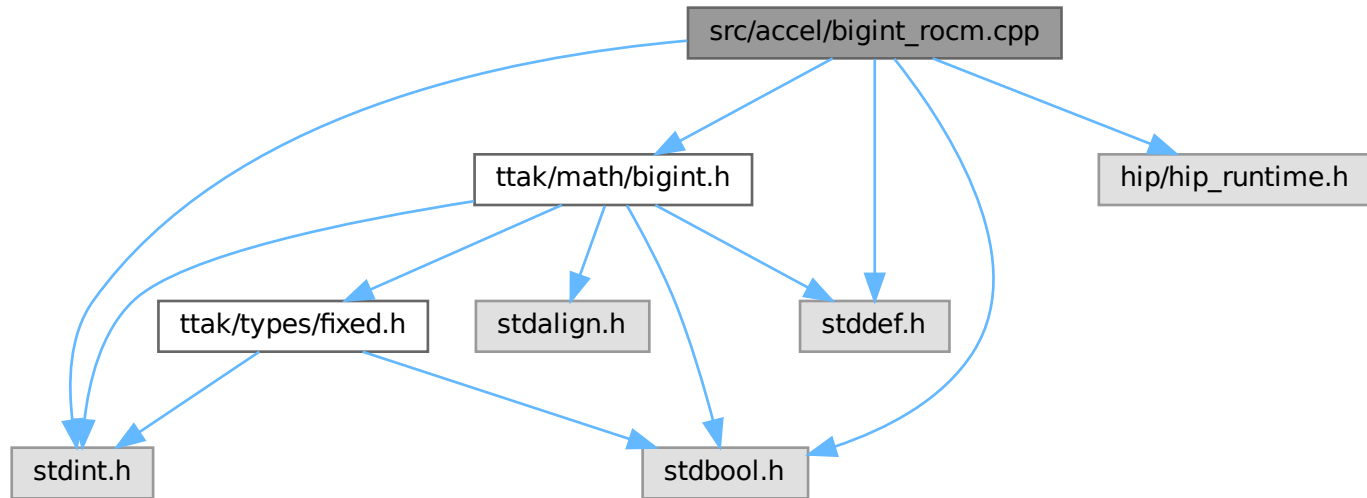 src/accel/bigint_rocm.cpp
ttak/math/bigint.h
hip/hip_runtime.h
ttak/types/fixed.h
stdalign.h
stddef.h
stdint.h
stdbool.h